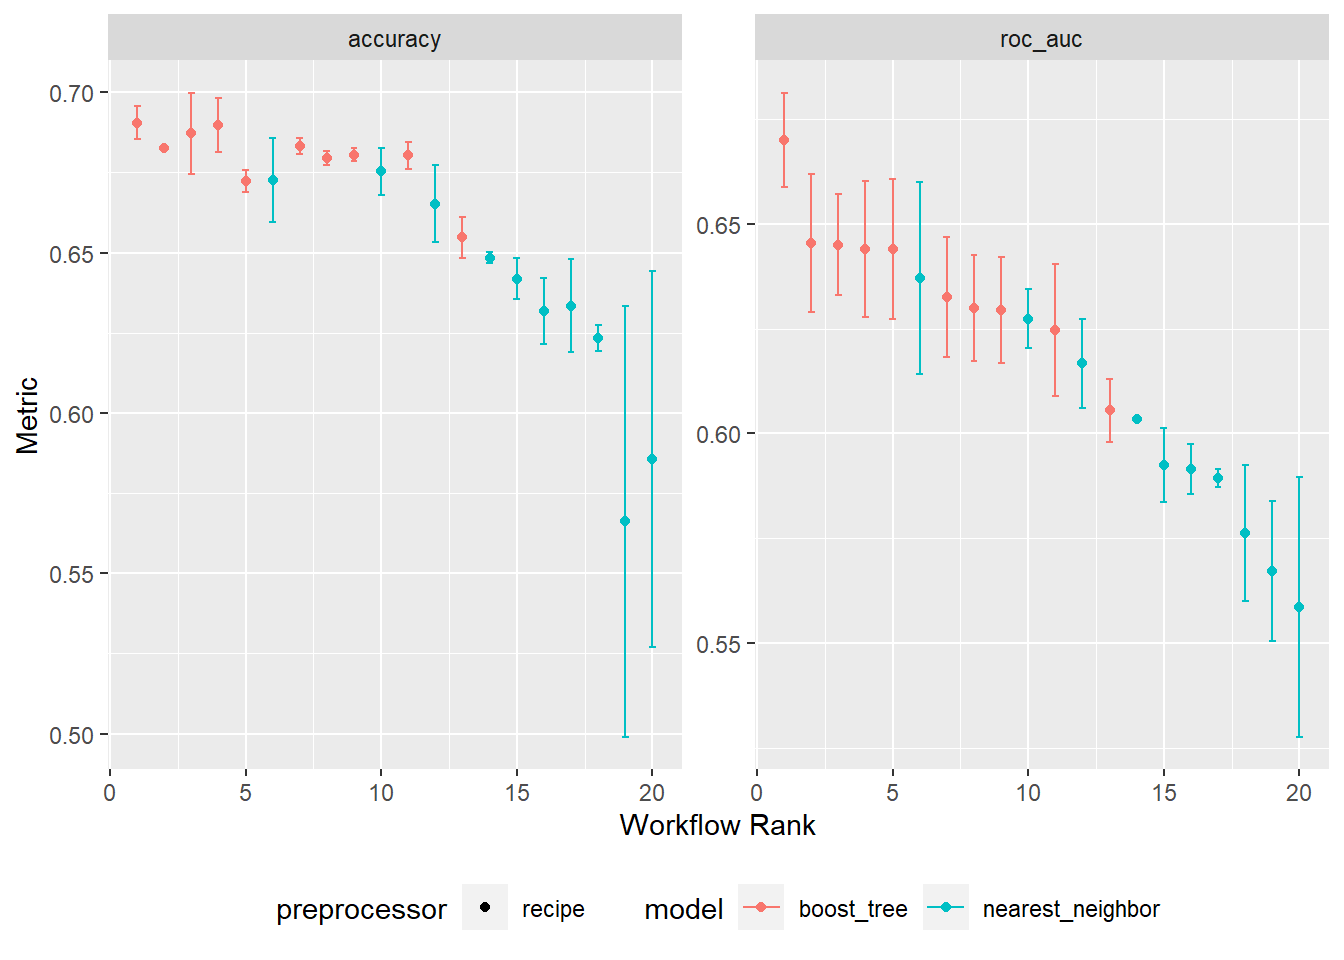 accuracy
roc_auc
Metric
0.70
0.65
0.60
0.55
0.50
0.65
0.60
0.55
0 5 10 15 20
0 5 10 15 20
Workflow Rank
preprocessor recipe model boost_tree nearest_neighbor